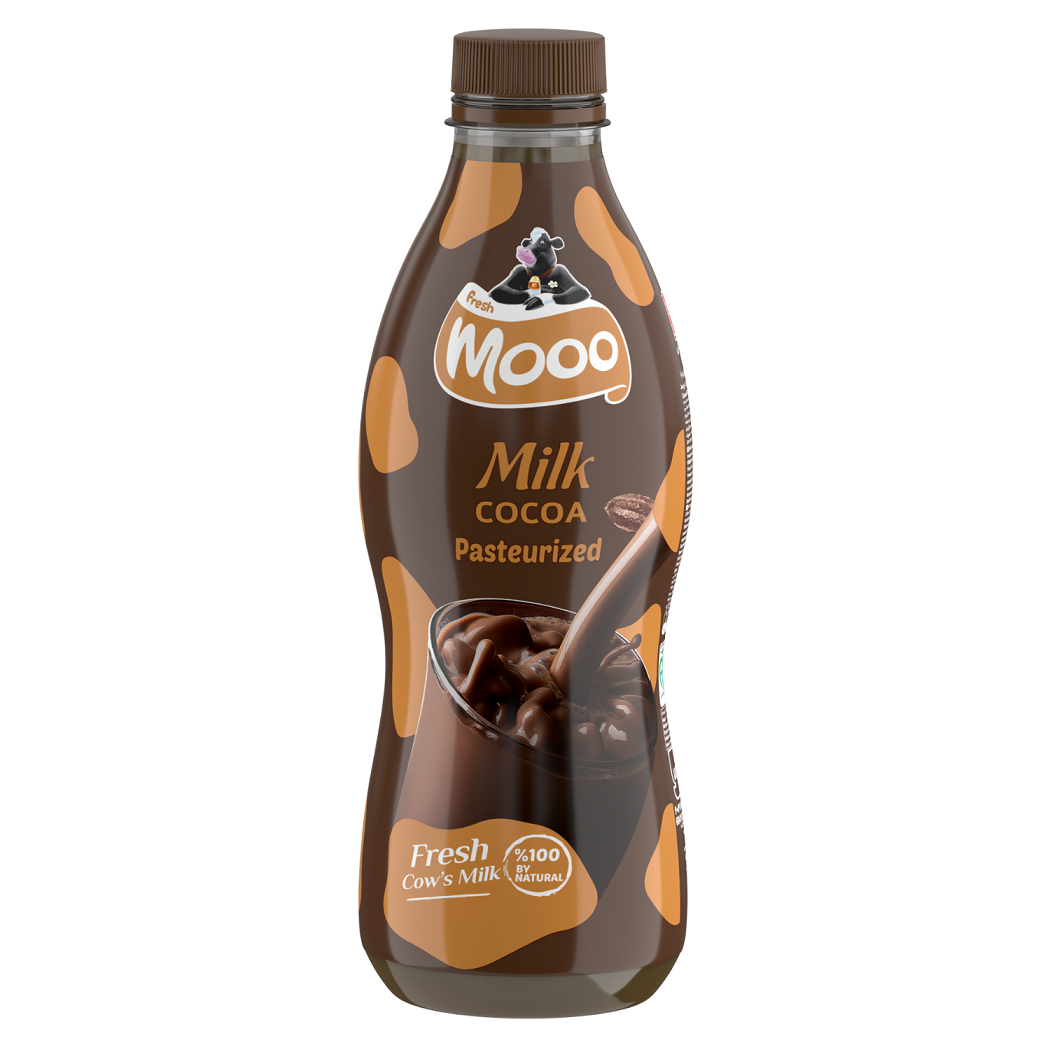 fresh
Mooo
Milk
COCOA
Pasteurized
Fresh
Cow's Milk
%100
BY
NATURAL